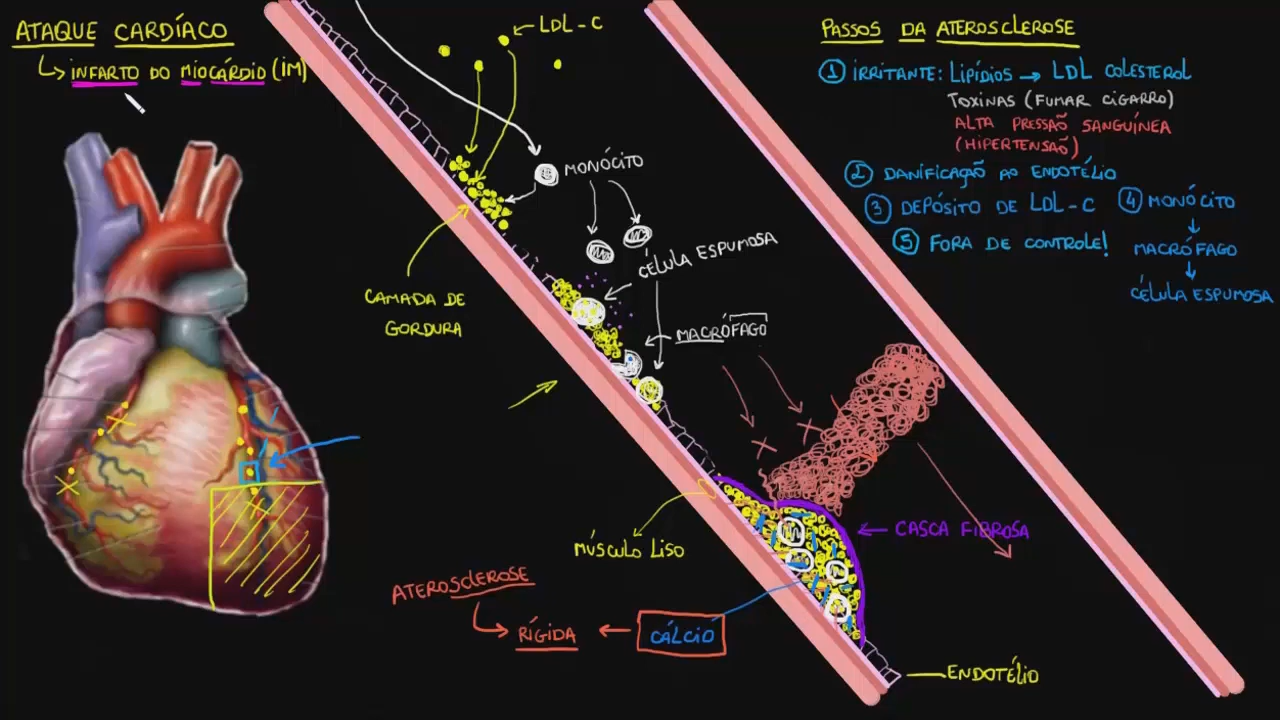 ATAQUE CARDÍACO
INFARTO DO MIOCÁRDIO (IM)
LDL-C
MONÓCITO
CÉLULA ESPUMOSA
CAMADA DE
GORDURA
MACRÓFAGO
MÚSCULO LISO
CASCA FIBROSA
ATEROSCLEROSE
RÍGIDA
CÁLCIO
ENDOTÉLIO
PASSOS DA ATEROSCLEROSE
① IRRITANTE: LIPÍDIOS → LDL COLESTEROL
TOXINAS (FUMAR CIGARRO)
ALTA PRESSÃO SANGUÍNEA
(HIPERTENSÃO)
② DANIFICAÇÃO AO ENDOTÉLIO
③ DEPÓSITO DE LDL-C
④ MONÓCITO
↓
MACRÓFAGO
↓
CÉLULA ESPUMOSA
⑤ FORA DE CONTROLE!